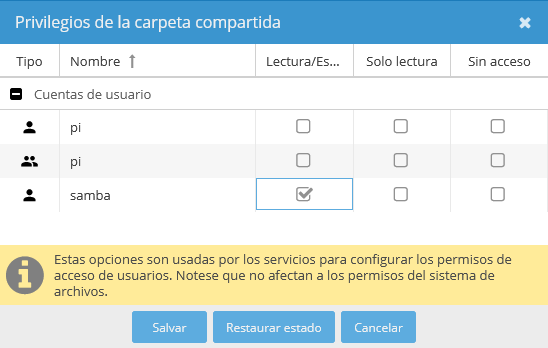 Privilegios de la carpeta compartida
Tipo Nombre Lectura/Es... Solo lectura Sin acceso
Cuentas de usuario
pi
pi
samba
Estas opciones son usadas por los servicios para configurar los permisos de
acceso de usuarios. Notese que no afectan a los permisos del sistema de
archivos.
Salvar Restaurar estado Cancelar